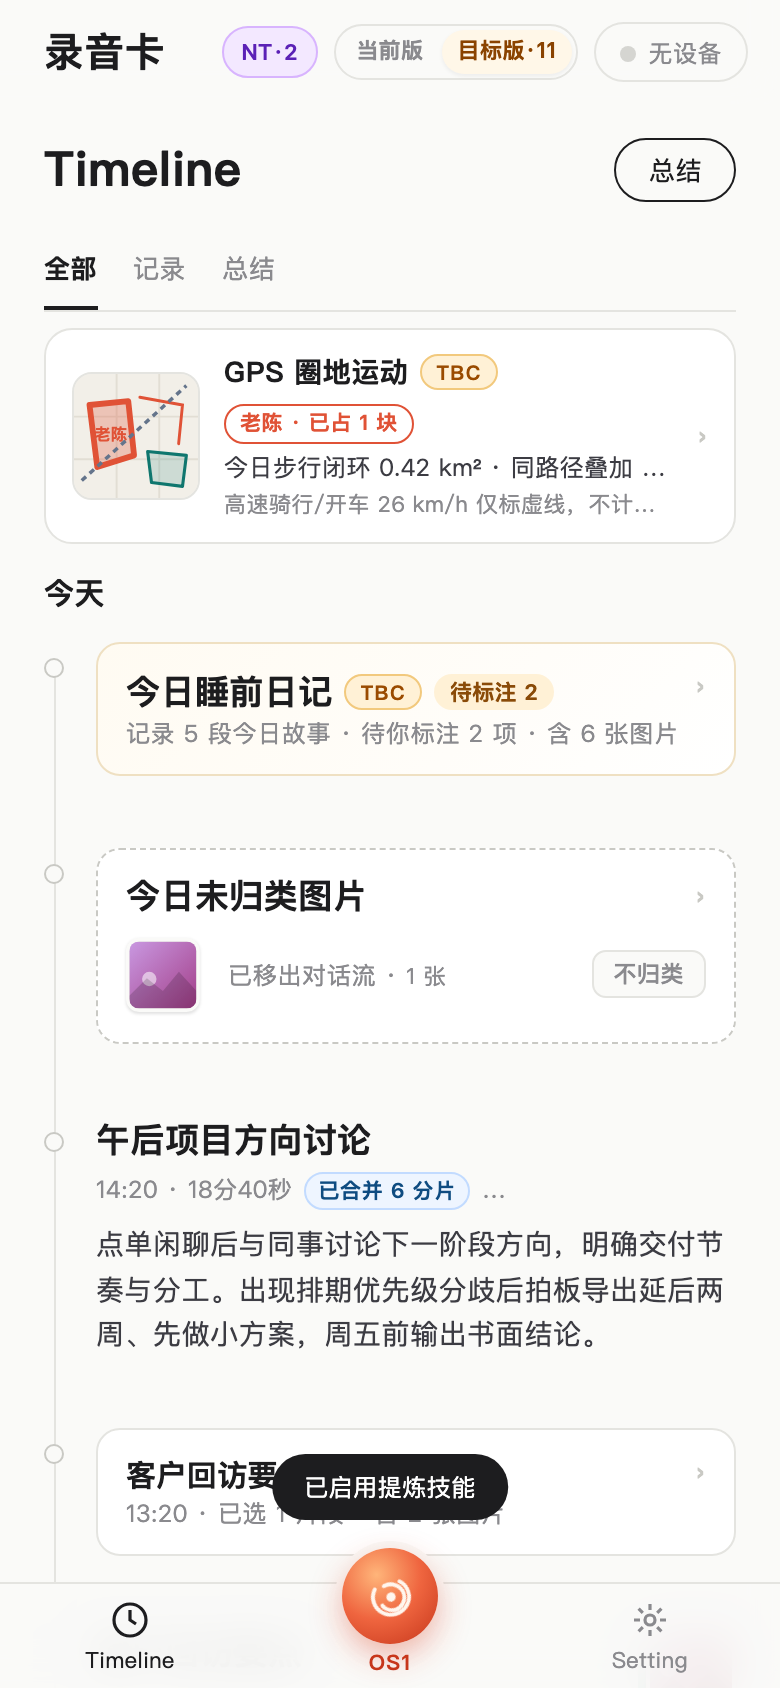 录音卡
NT·2
当前版
目标版·11
无设备
Timeline
总结
全部
记录
总结
老陈
GPS 圈地运动
TBC
老陈 · 已占 1 块
今日步行闭环 0.42 km² · 同路径叠加 ...
高速骑行/开车 26 km/h 仅标虚线，不计...
今天
今日睡前日记
TBC
待标注 2
记录 5 段今日故事 · 待你标注 2 项 · 含 6 张图片
今日未归类图片
已移出对话流 · 1 张
不归类
午后项目方向讨论
14:20 · 18分40秒
已合并 6 分片
...
点单闲聊后与同事讨论下一阶段方向，明确交付节
奏与分工。出现排期优先级分歧后拍板导出延后两
周、先做小方案，周五前输出书面结论。
客户回访要
13:20 · 已选
已启用提炼技能
Timeline
OS1
Setting